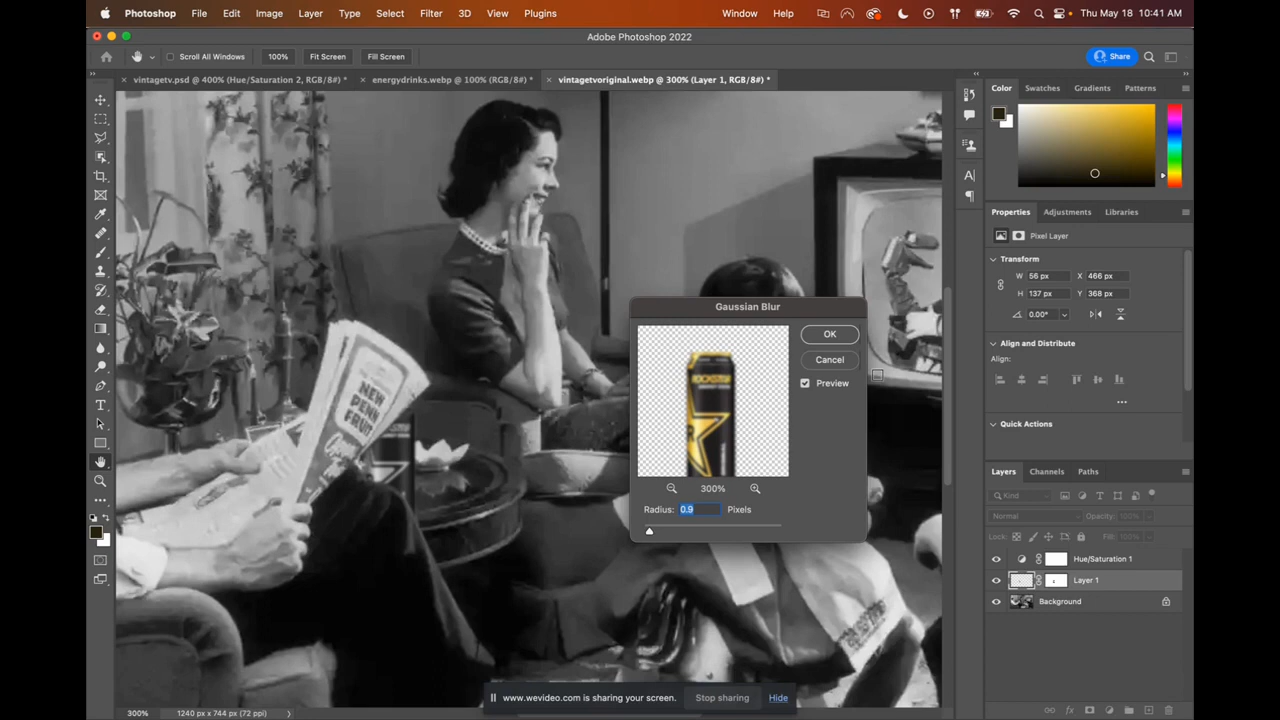 Photoshop File Edit Image Layer Type Select Filter 3D View Plugins Window Help Thu May 18 10:41 AM
Adobe Photoshop 2022
Scroll All Windows 100% Fit Screen Fill Screen Share
vintagetv.psd @ 400% (Hue/Saturation 2, RGB/8#) * energydrinks.webp @ 100% (RGB/8#) * vintagetvoriginal.webp @ 300% (Layer 1, RGB/8#) *
Color Swatches Gradients Patterns
Properties Adjustments Libraries
Pixel Layer
Transform
W 56 px X 466 px
H 137 px Y 368 px
0.00°
Align and Distribute
Align:
Quick Actions
Layers Channels Paths
Kind
Normal Opacity: 100%
Lock: Fill: 100%
Hue/Saturation 1
Layer 1
Background
Gaussian Blur
OK
Cancel
Preview
ROCKSTAR
300%
Radius: 0.9 Pixels
NEW
PENN
FRUIT
www.wevideo.com is sharing your screen. Stop sharing Hide
300% 1240 px x 744 px (72 ppi)